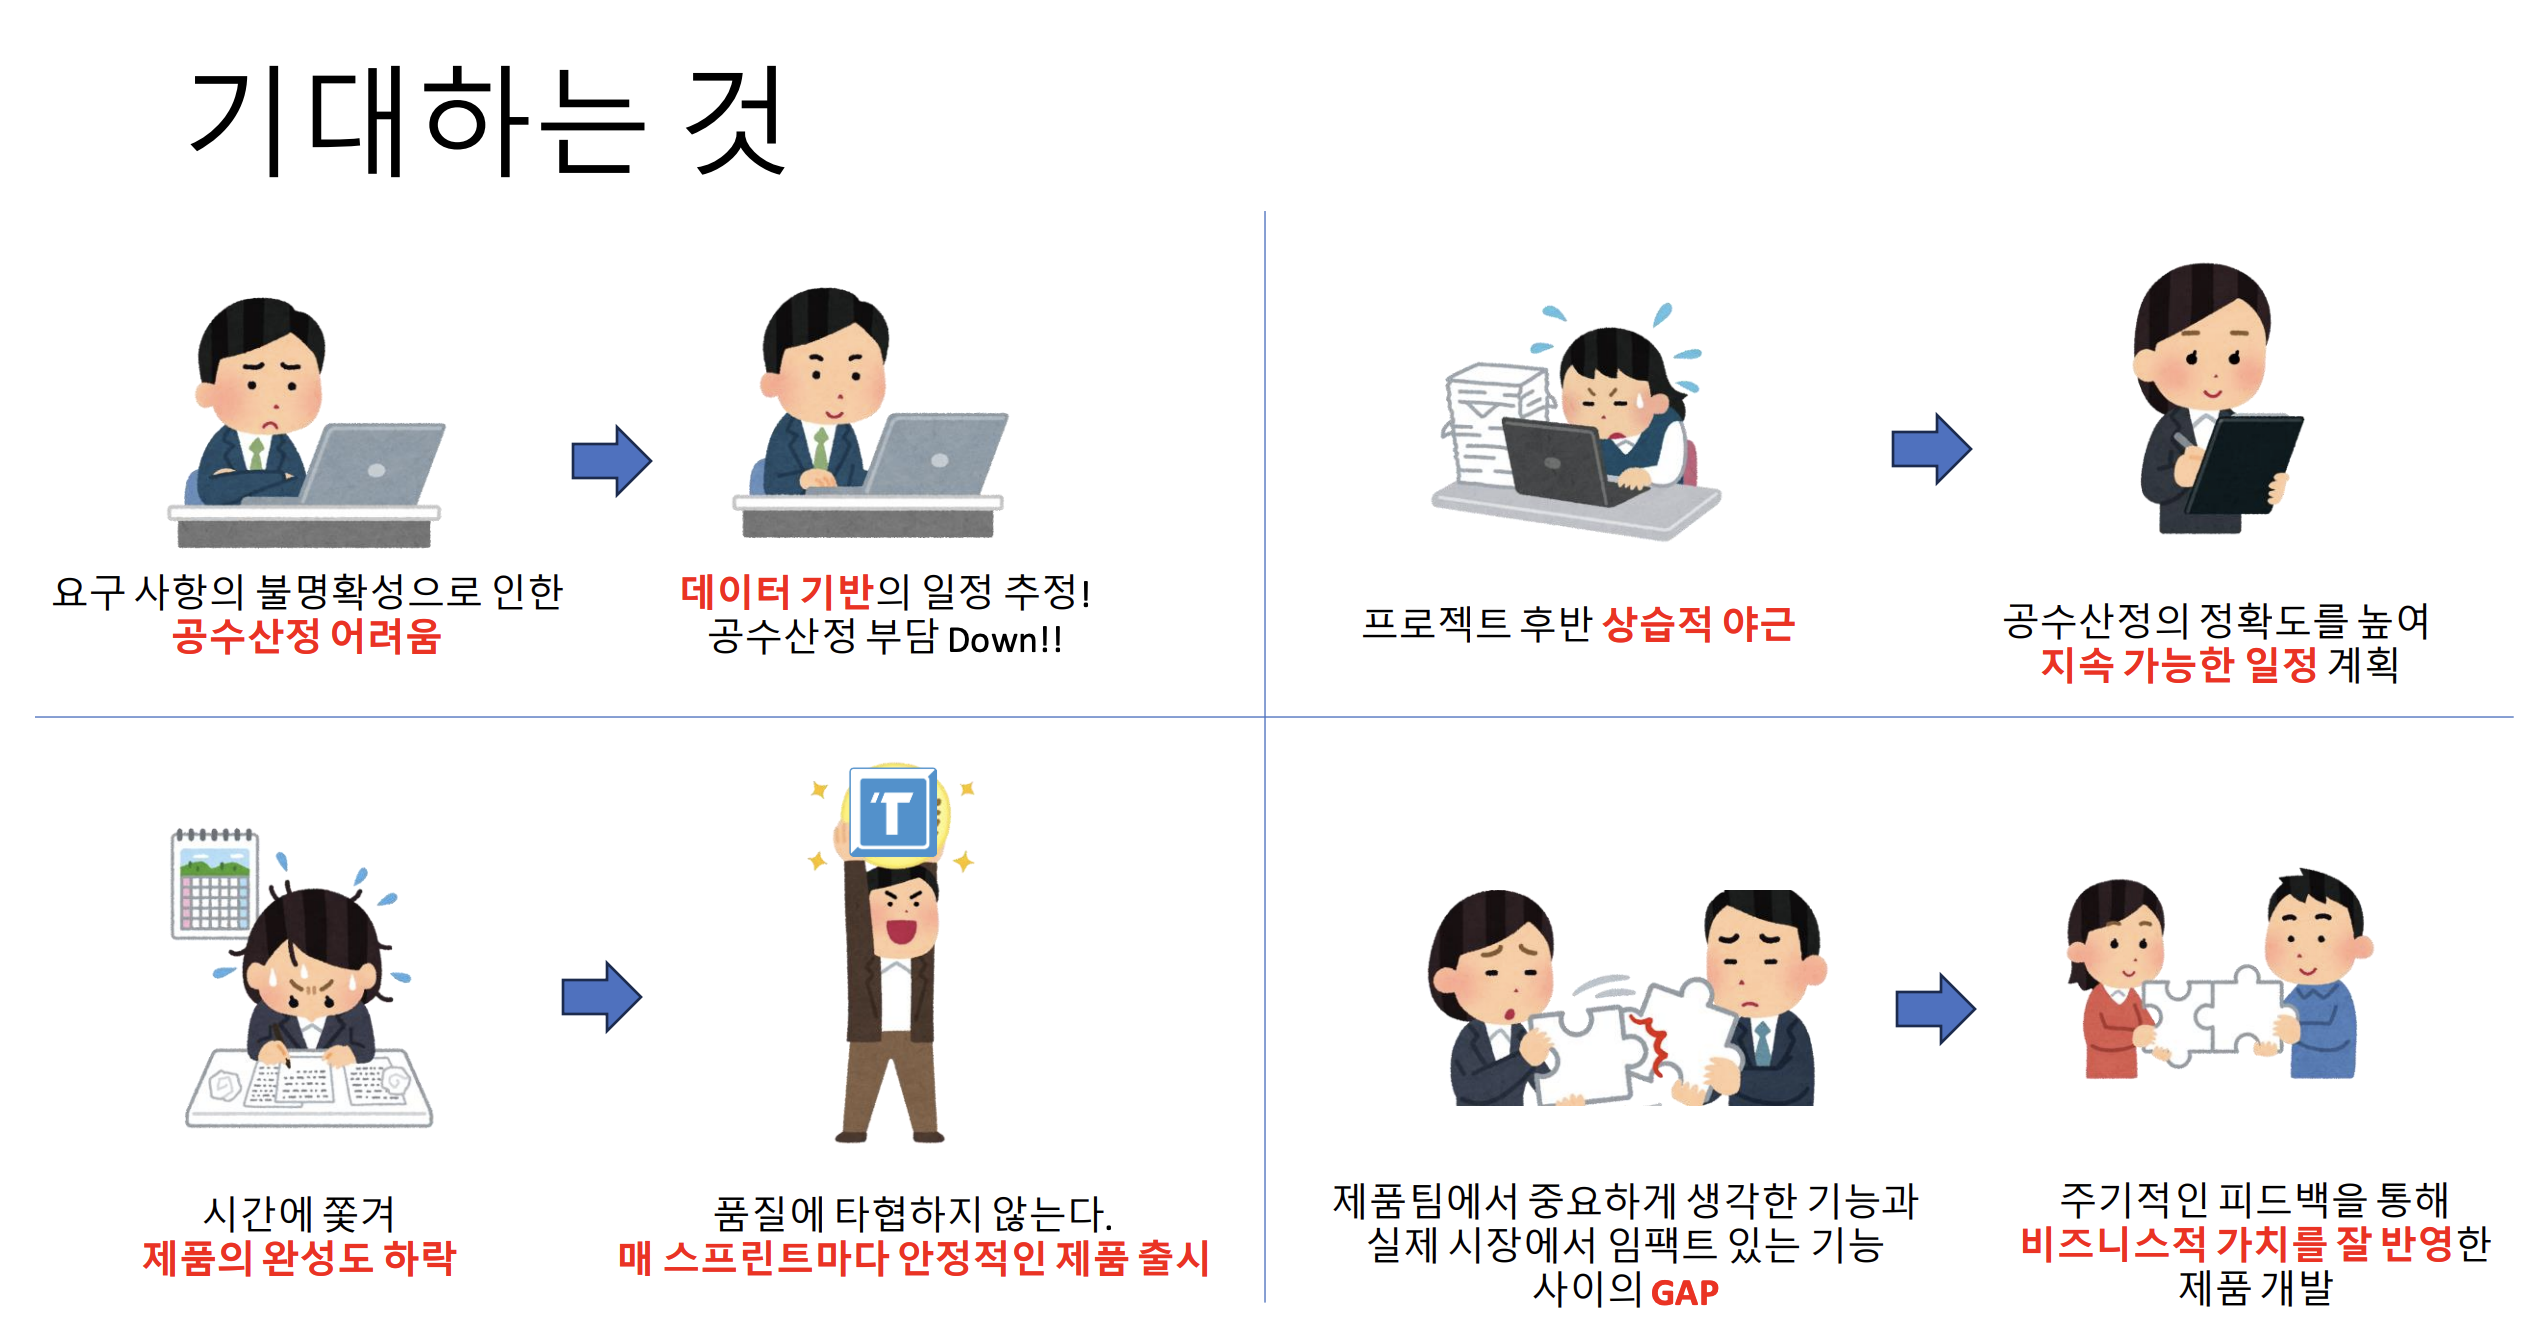 기대하는 것
요구 사항의 불명확성으로 인한
공수산정 어려움
데이터 기반의 일정 추정!
공수산정 부담 Down!!
프로젝트 후반 상습적 야근
공수산정의 정확도를 높여
지속 가능한 일정 계획
시간에 쫓겨
제품의 완성도 하락
T
품질에 타협하지 않는다.
매 스프린트마다 안정적인 제품 출시
제품팀에서 중요하게 생각한 기능과
실제 시장에서 임팩트 있는 기능
사이의 GAP
주기적인 피드백을 통해
비즈니스적 가치를 잘 반영한
제품 개발